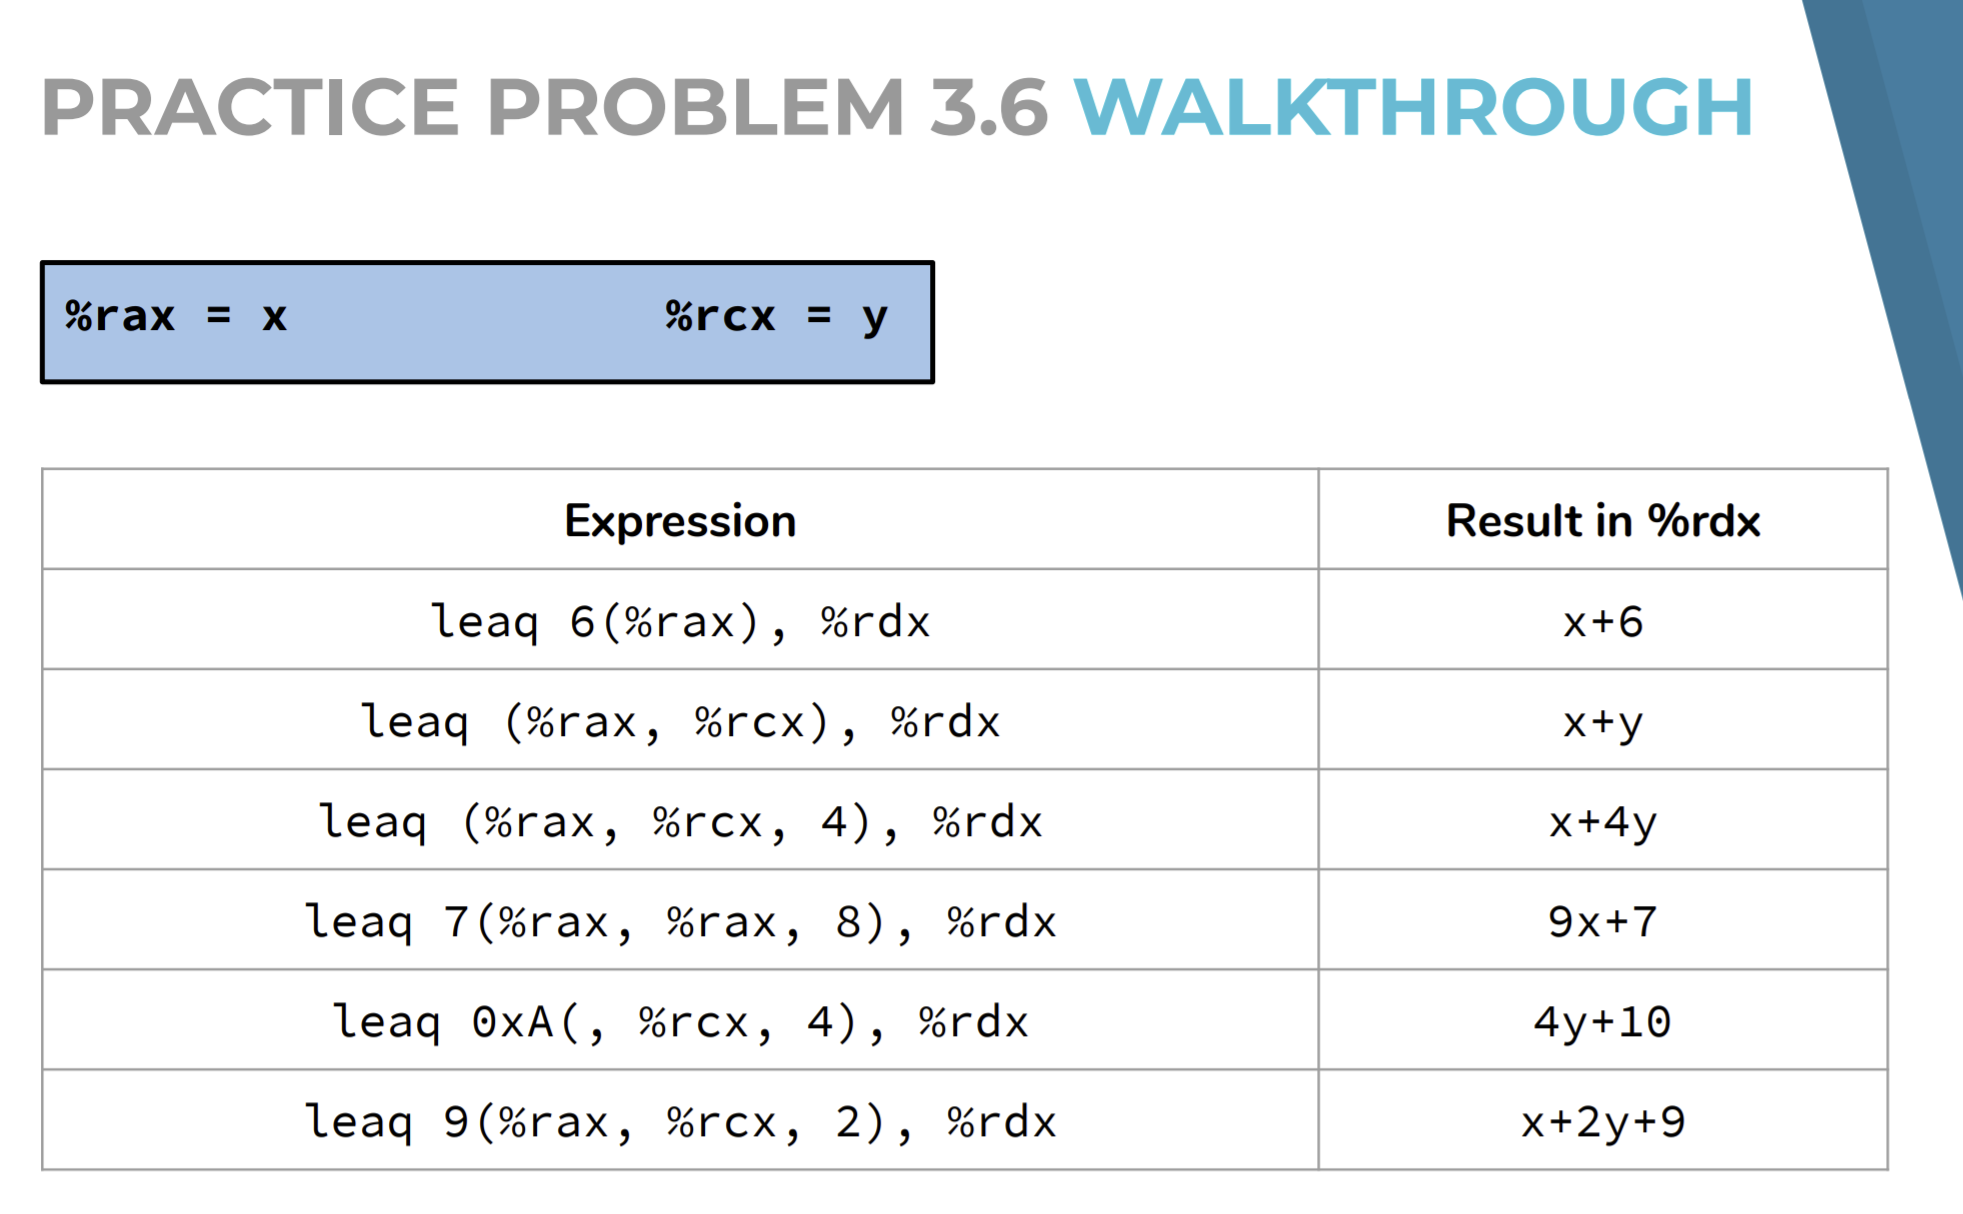 PRACTICE PROBLEM 3.6 WALKTHROUGH
%rax = x %rcx = y
Expression Result in %rdx
leaq 6(%rax), %rdx x+6
leaq (%rax, %rcx), %rdx x+y
leaq (%rax, %rcx, 4), %rdx x+4y
leaq 7(%rax, %rax, 8), %rdx 9x+7
leaq 0xA(, %rcx, 4), %rdx 4y+10
leaq 9(%rax, %rcx, 2), %rdx x+2y+9